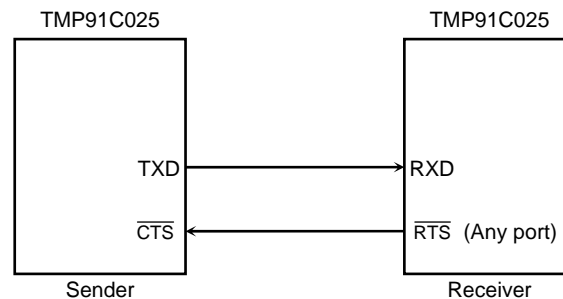 TMP91C025 TMP91C025
TXD RXD
CTS RTS (Any port)
Sender Receiver